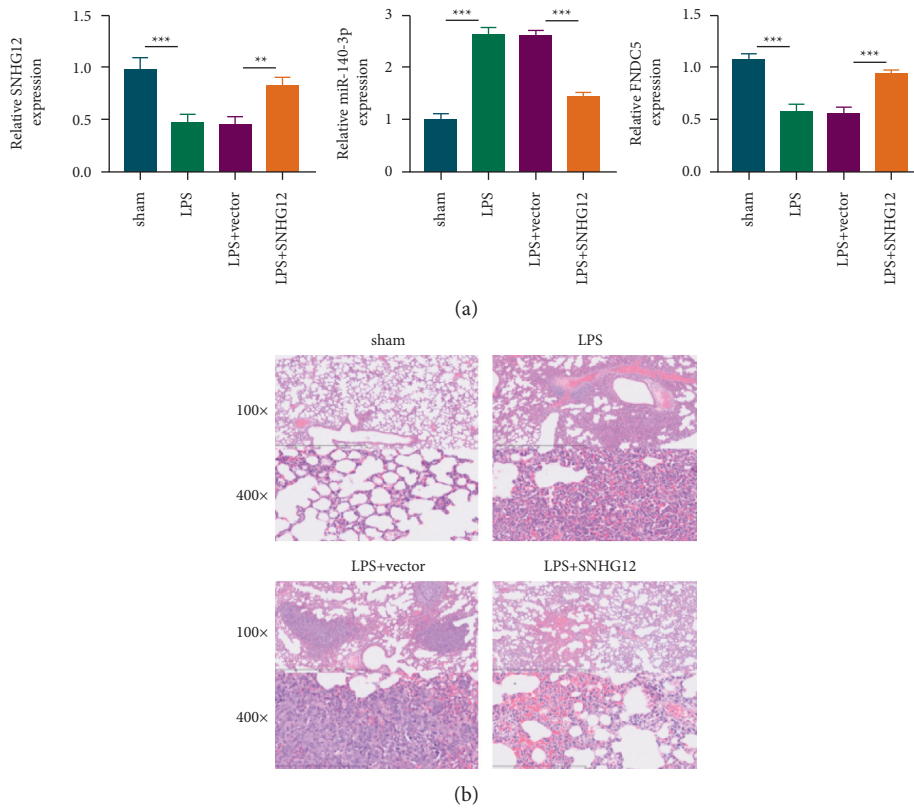 Relative SNHG12
expression
1.5
1.0
0.5
0.0
***
**
sham
LPS
LPS+vector
LPS+SNHG12
Relative miR-140-3p
expression
3
2
1
0
***
***
sham
LPS
LPS+vector
LPS+SNHG12
Relative FNDC5
expression
1.5
1.0
0.5
0.0
***
***
sham
LPS
LPS+vector
LPS+SNHG12
(a)
sham
LPS
100×
400×
LPS+vector
LPS+SNHG12
100×
400×
(b)